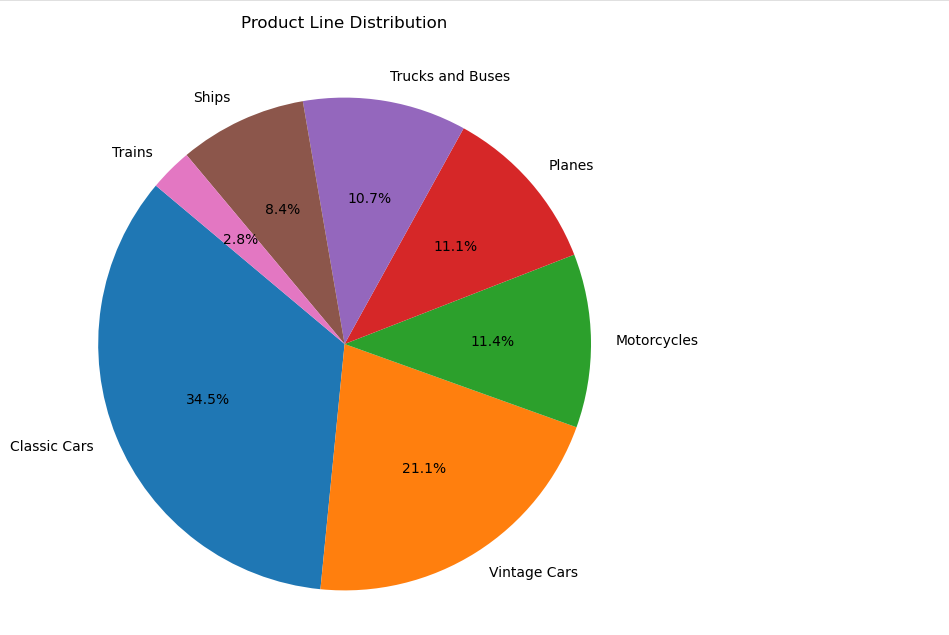 Product Line Distribution
Trucks and Buses
Ships
Trains
Planes
10.7%
8.4%
2.8%
11.1%
11.4%
Motorcycles
34.5%
Classic Cars
21.1%
Vintage Cars